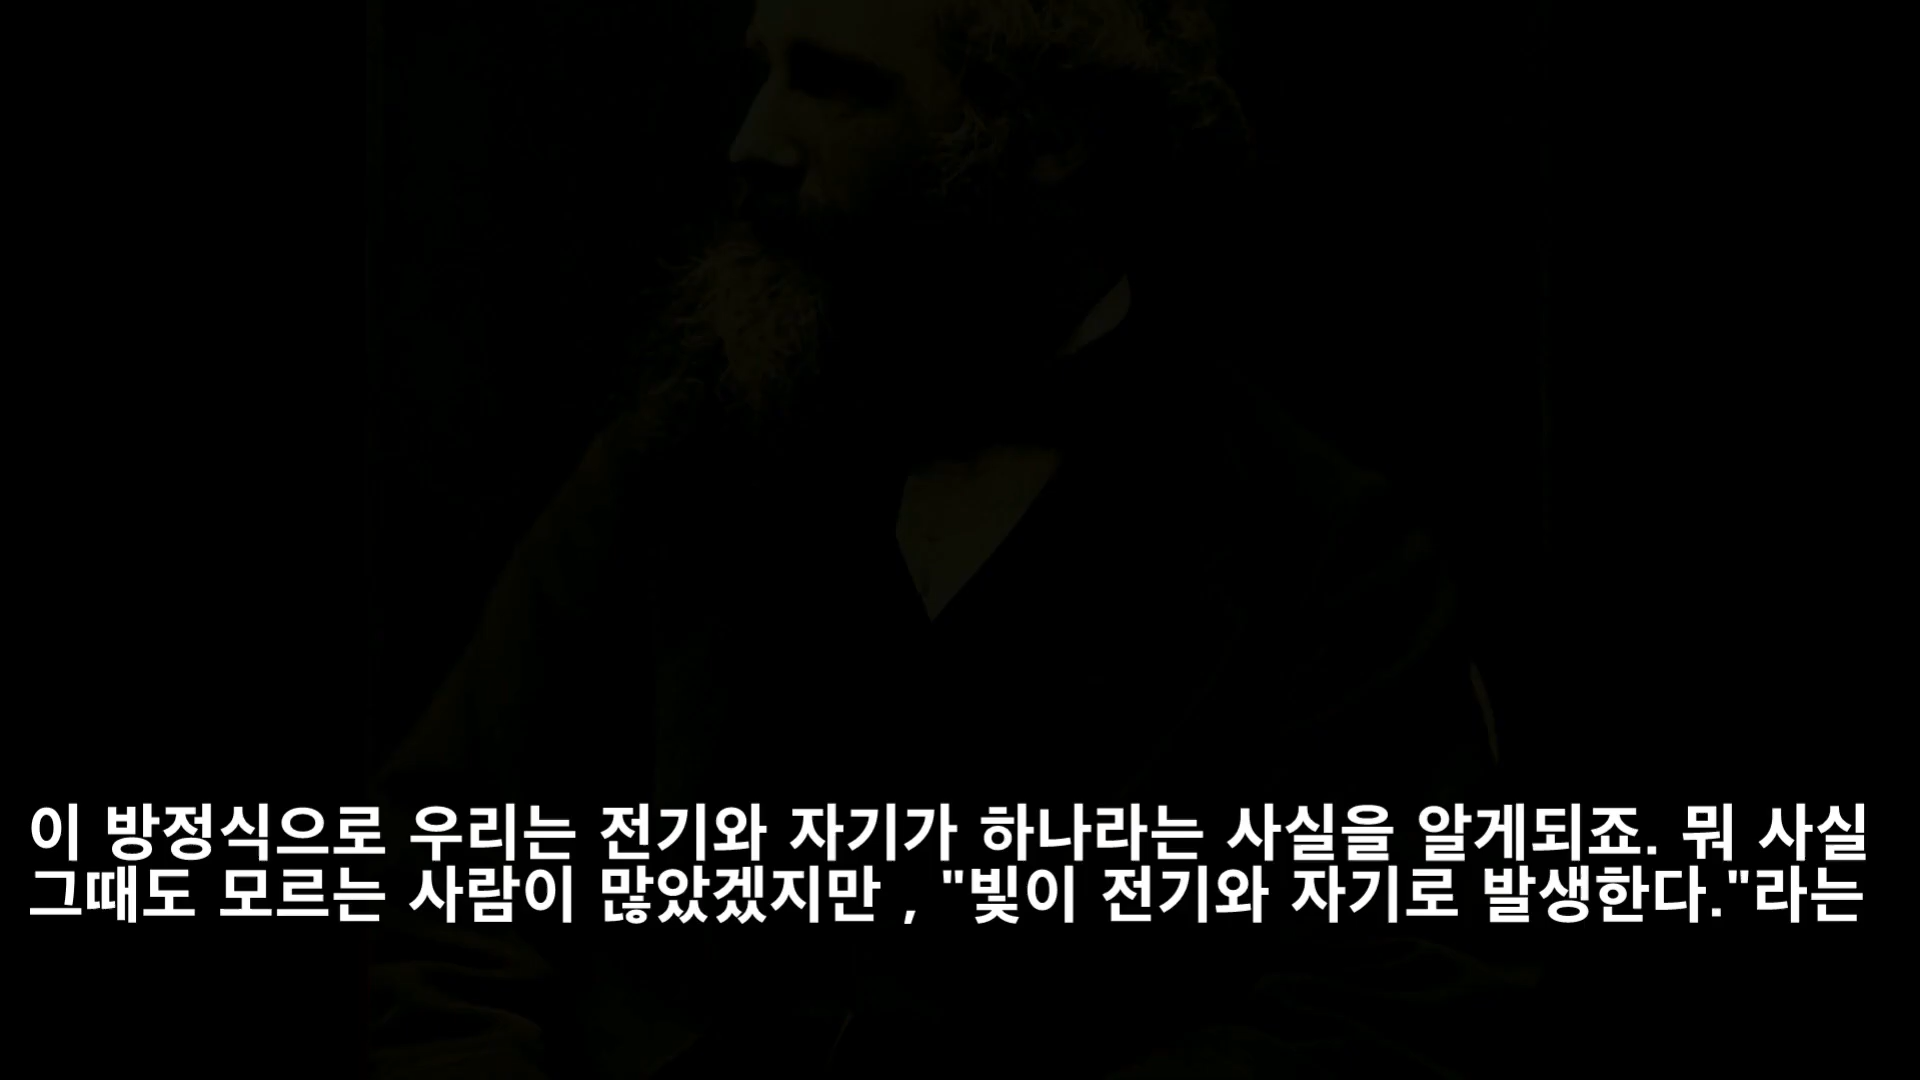 이 방정식으로 우리는 전기와 자기가 하나라는 사실을 알게되죠. 뭐 사실
그때도 모르는 사람이 많았겠지만 , "빛이 전기와 자기로 발생한다."라는